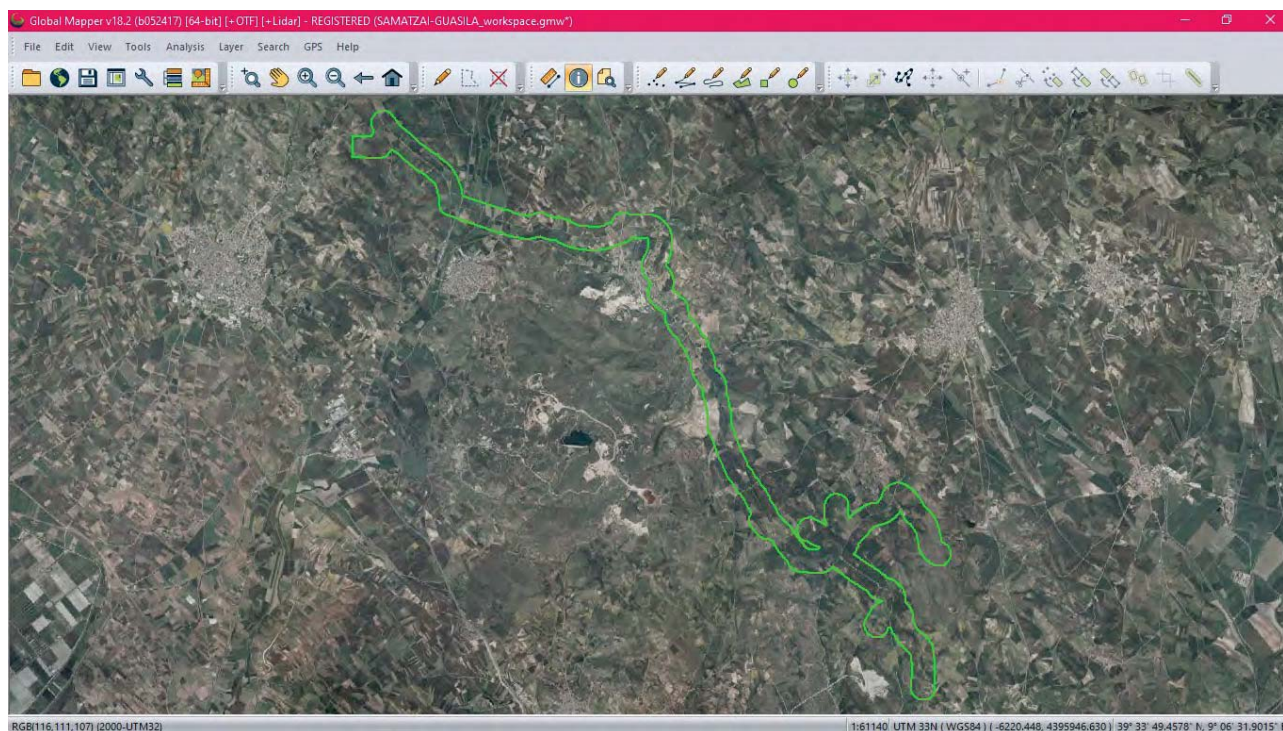 Global Mapper v18.2 (b052417) [64-bit] [+OTF] [+Lidar] - REGISTERED (SAMATZAI-GUASILA_workspace.gmw*)
File Edit View Tools Analysis Layer Search GPS Help
RGB(116,111,107) (2000-UTM32) 1:61140 UTM 33N ( WGS84 ) ( -6220.448, 4395946.630 ) 39° 33' 49.4578" N, 9° 06' 31.9015"